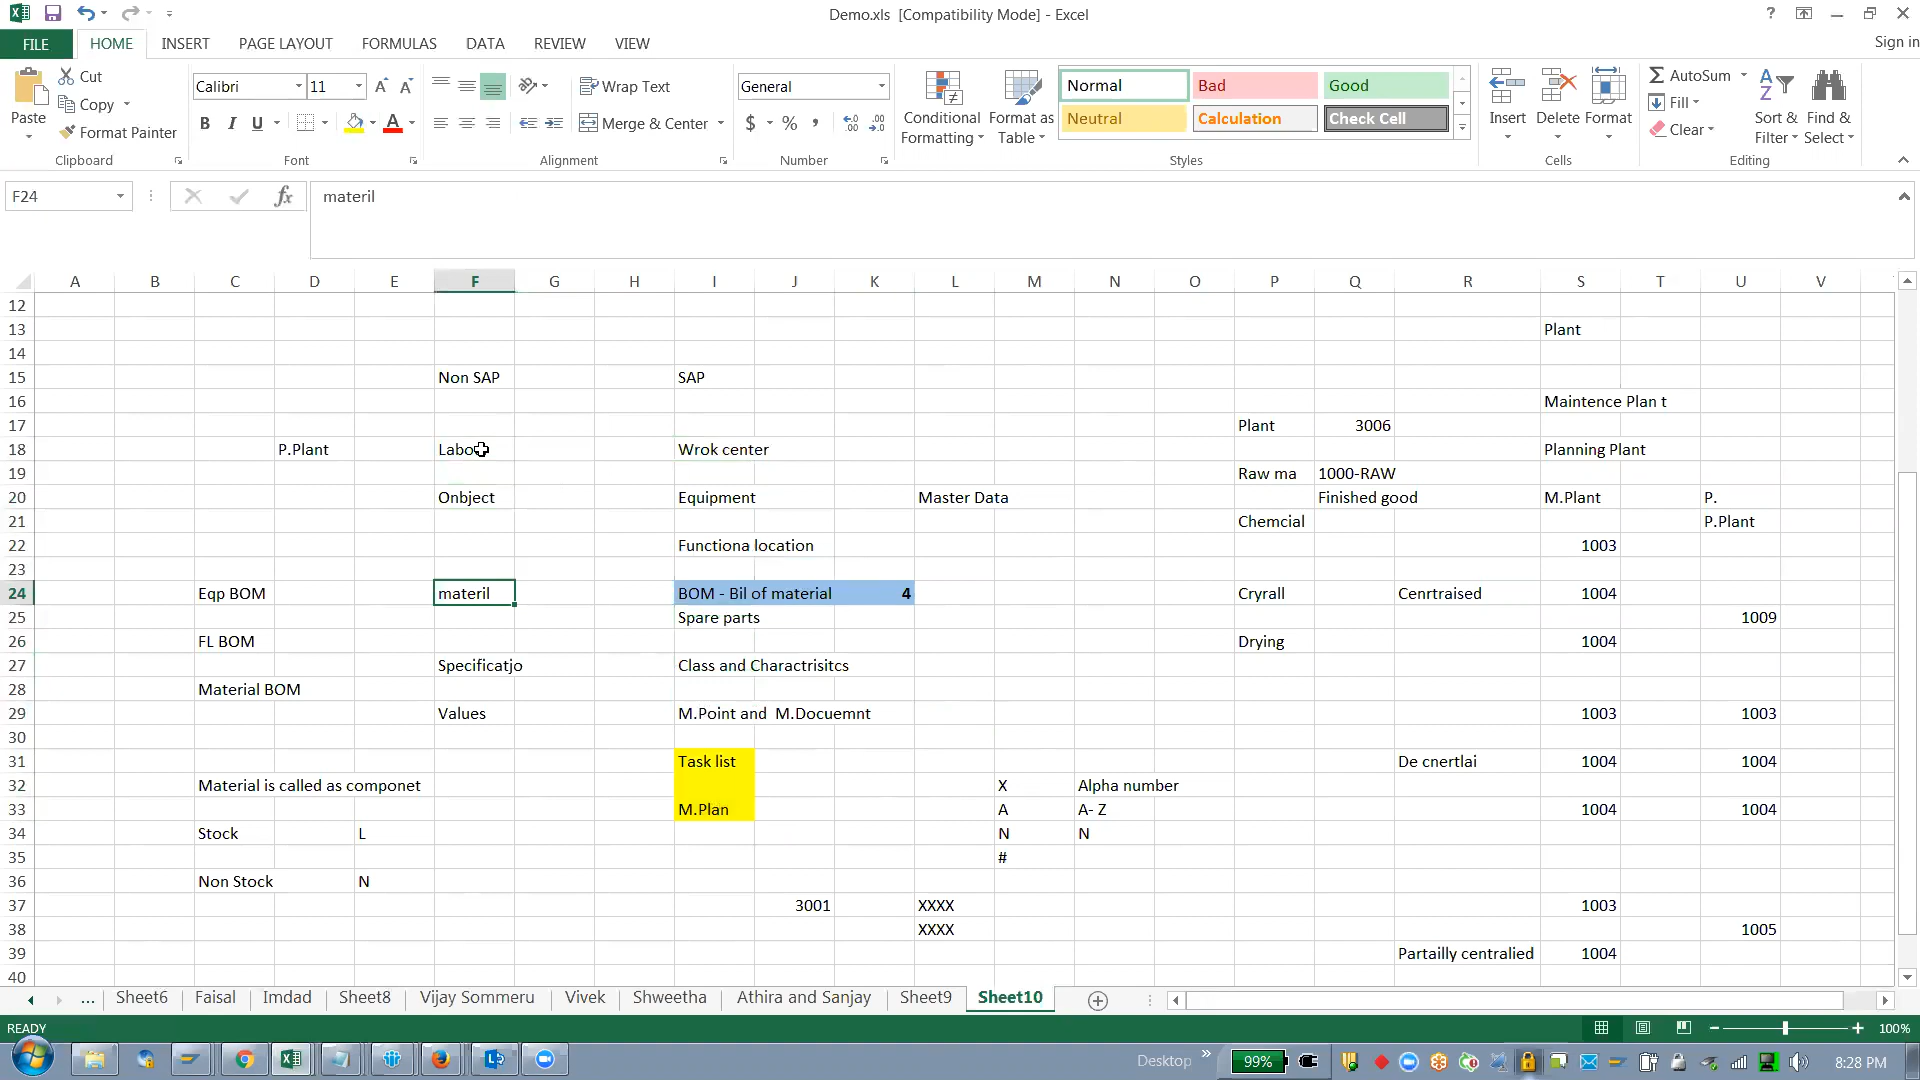 Demo.xls [Compatibility Mode] - Excel
?
Sign in
FILE HOME INSERT PAGE LAYOUT FORMULAS DATA REVIEW VIEW
Paste
Cut
Copy
Format Painter
Clipboard
Calibri 11
B I U
Font
Wrap Text
Merge & Center
Alignment
General
$ % ,
Number
Conditional Formatting
Format as Table
Normal Bad Good
Neutral Calculation Check Cell
Styles
Insert Delete Format
Cells
AutoSum
Fill
Clear
Sort & Filter
Find & Select
Editing
F24 fx materil
A B C D E F G H I J K L M N O P Q R S T U V
12
13 Plant
14
15 Non SAP SAP
16 Maintence Plan t
17 Plant 3006
18 P.Plant Labo Wrok center Planning Plant
19 Raw ma 1000-RAW
20 Onbject Equipment Master Data Finished good M.Plant P.
21 Chemcial P.Plant
22 Functiona location 1003
23
24 Eqp BOM materil BOM - Bil of material 4 Cryrall Cenrtraised 1004
25 Spare parts 1009
26 FL BOM Drying 1004
27 Specificatjo Class and Charctrisitcs
28 Material BOM
29 Values M.Point and M.Docuemnt 1003 1003
30
31 Task list De cnertlai 1004 1004
32 Material is called as componet X Alpha number
33 M.Plan A A- Z 1004 1004
34 Stock L N N
35 #
36 Non Stock N
37 3001 XXXX 1003
38 XXXX 1005
39 Partailly centralied 1004
40
... Sheet6 Faisal Imdad Sheet8 Vijay Sommeru Vivek Shwetha Athira and Sanjay Sheet9 Sheet10
READY 100%
Desktop 99% 8:28 PM